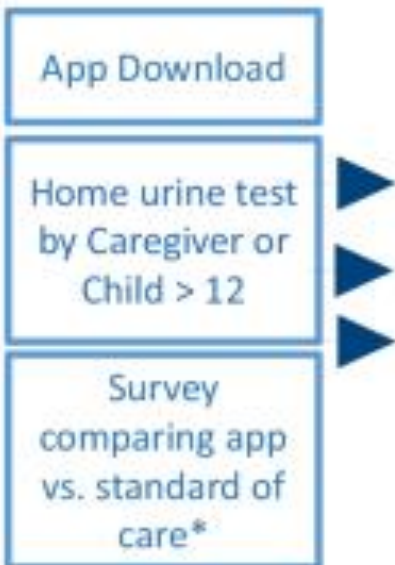 App Download
Home urine test
by Caregiver or
Child > 12
Survey
comparing app
vs. standard of
care*